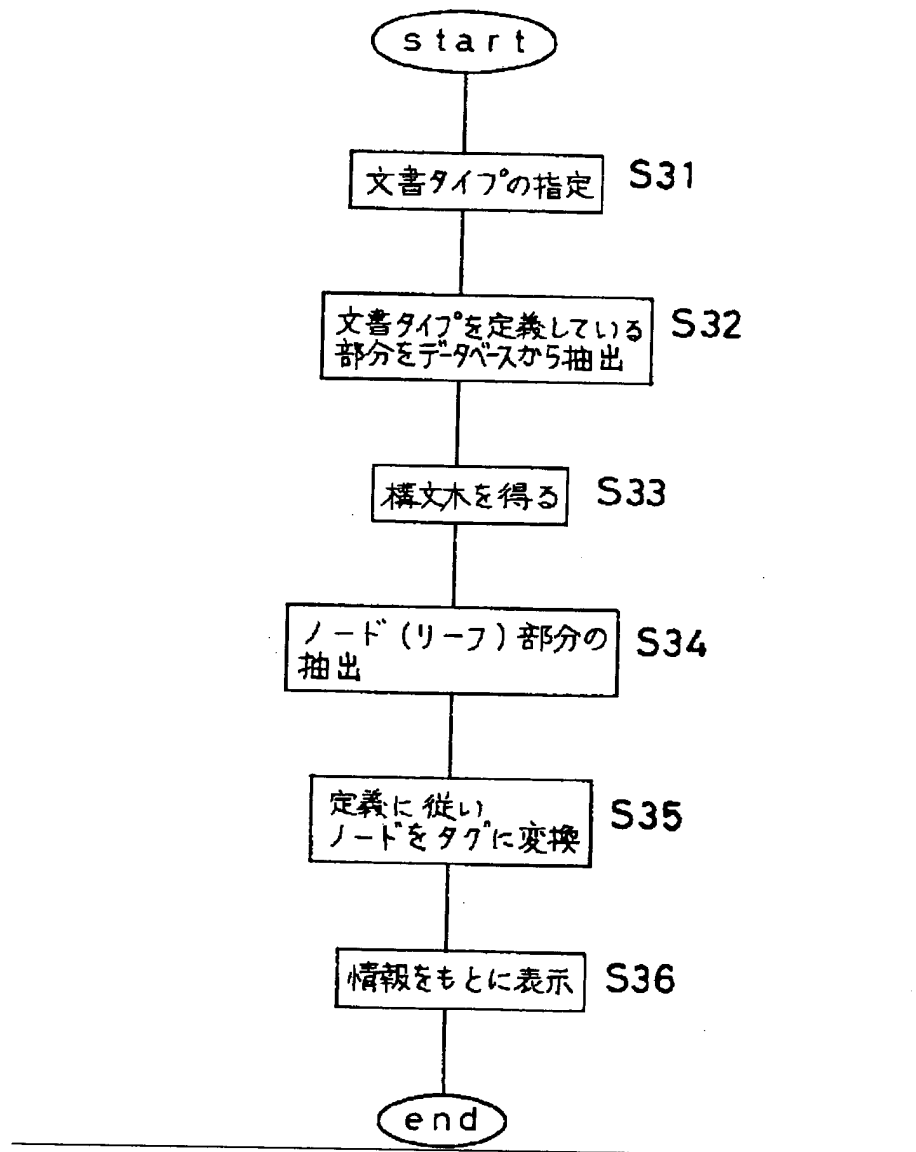 start
文書タイプの指定
S31
文書タイプを定義している
部分をデータベースから抽出
S32
構文木を得る
S33
ノード(リーフ)部分の
抽出
S34
定義に従い
ノードをタグに変換
S35
情報をもとに表示
S36
end